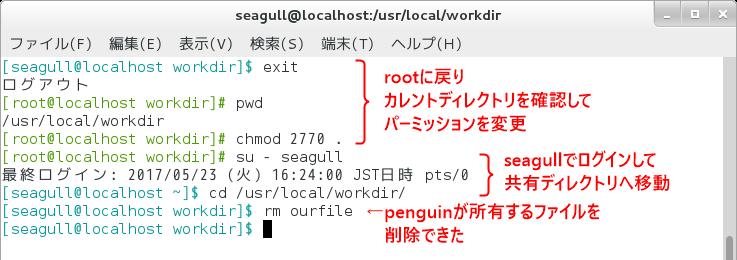 seagull@localhost:/usr/local/workdir
ファイル(F) 編集(E) 表示(V) 検索(S) 端末(T) ヘルプ(H)
[seagull@localhost workdir]$ exit
ログアウト
[root@localhost workdir]# pwd
/usr/local/workdir
[root@localhost workdir]# chmod 2770 .
rootに戻り
カレントディレクトリを確認して
パーミッションを変更
[root@localhost workdir]# su - seagull
最終ログイン: 2017/05/23 (火) 16:24:00 JST日時 pts/0
[seagull@localhost ~]$ cd /usr/local/workdir/
seagullでログインして
共有ディレクトリへ移動
[seagull@localhost workdir]$ rm ourfile ←penguinが所有するファイルを
削除できた
[seagull@localhost workdir]$